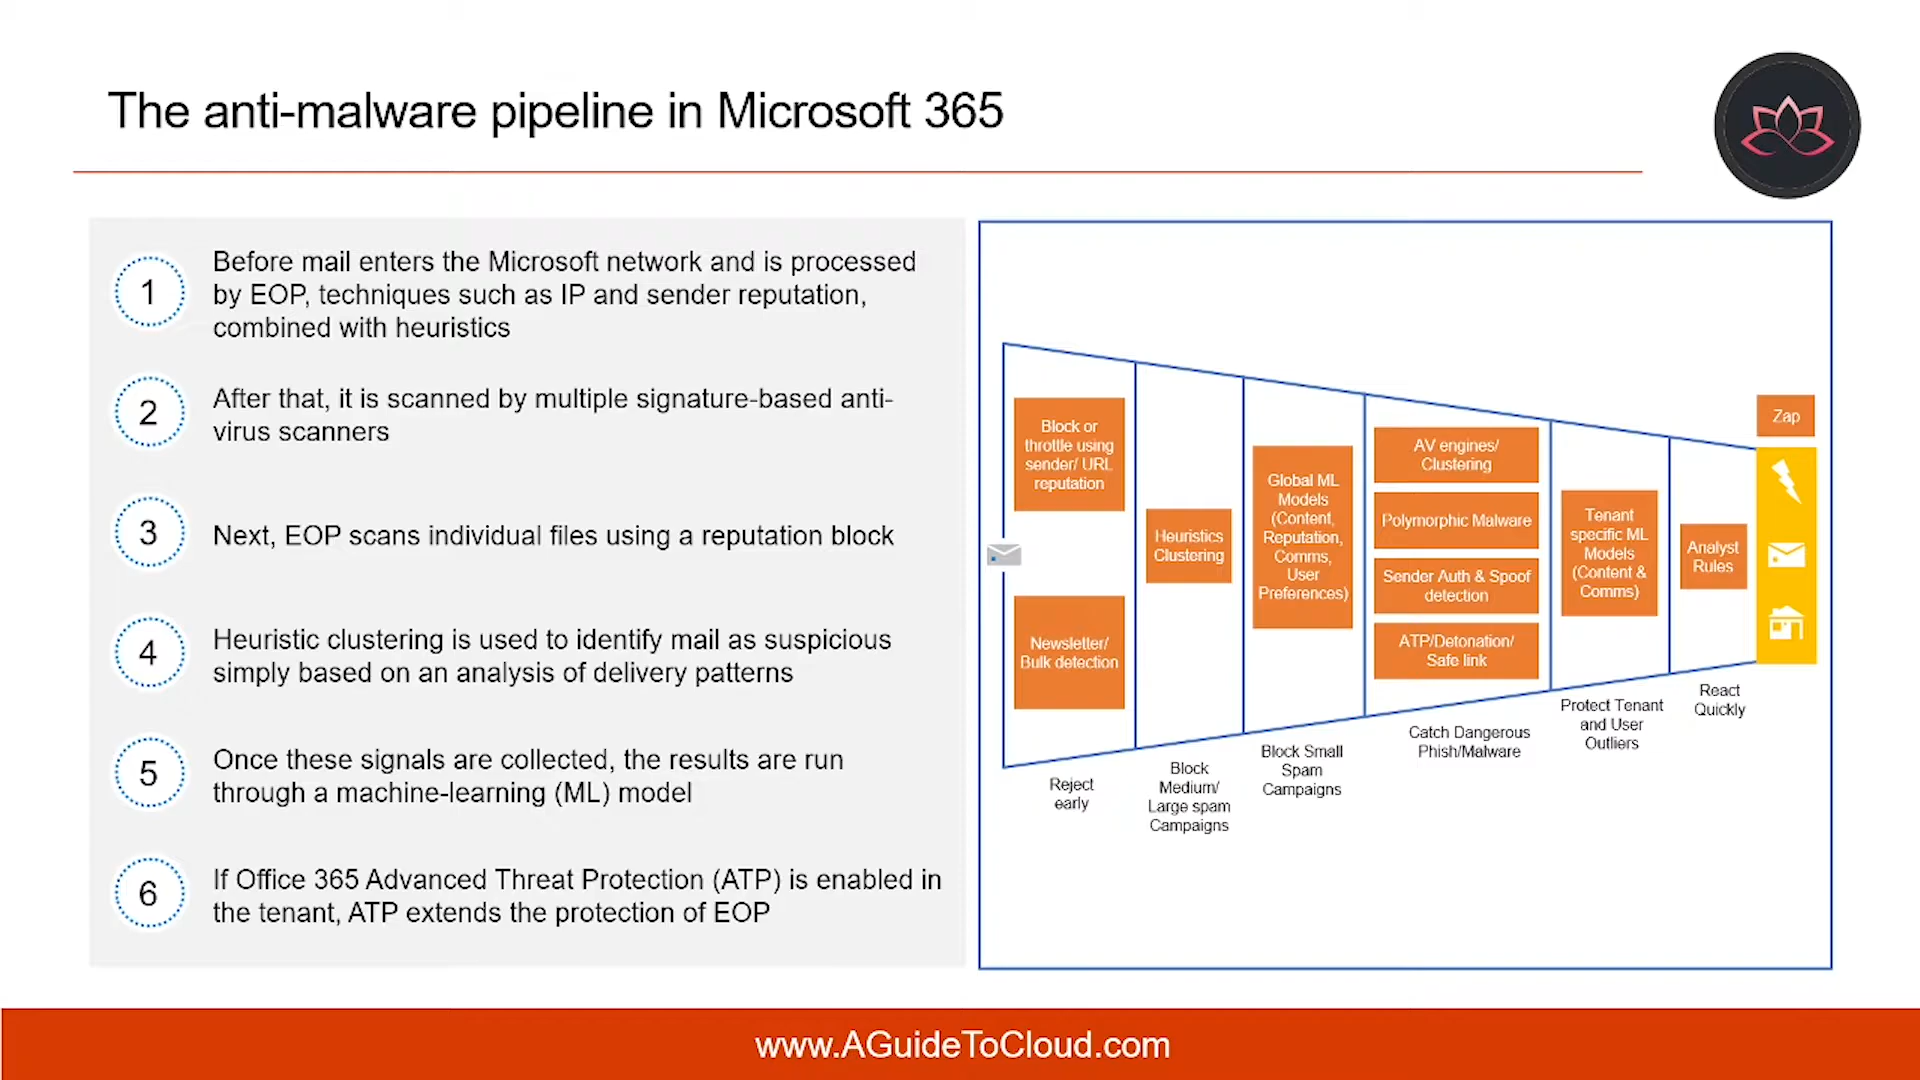 The anti-malware pipeline in Microsoft 365
1
Before mail enters the Microsoft network and is processed
by EOP, techniques such as IP and sender reputation,
combined with heuristics
2
After that, it is scanned by multiple signature-based anti-
virus scanners
3
Next, EOP scans individual files using a reputation block
4
Heuristic clustering is used to identify mail as suspicious
simply based on an analysis of delivery patterns
5
Once these signals are collected, the results are run
through a machine-learning (ML) model
6
If Office 365 Advanced Threat Protection (ATP) is enabled in
the tenant, ATP extends the protection of EOP
Block or
throttle using
sender/ URL
reputation
Newsletter/
Bulk detection
Reject
early
Heuristics
Clustering
Block
Medium/
Large spam
Campaigns
Global ML
Models
(Content,
Reputation,
Comms,
User
Preferences)
Block Small
Spam
Campaigns
AV engines/
Clustering
Polymorphic Malware
Sender Auth & Spoof
detection
ATP/Detonation/
Safe link
Catch Dangerous
Phish/Malware
Tenant
specific ML
Models
(Content &
Comms)
Protect Tenant
and User
Outliers
Analyst
Rules
React
Quickly
Zap
www.AGuideToCloud.com